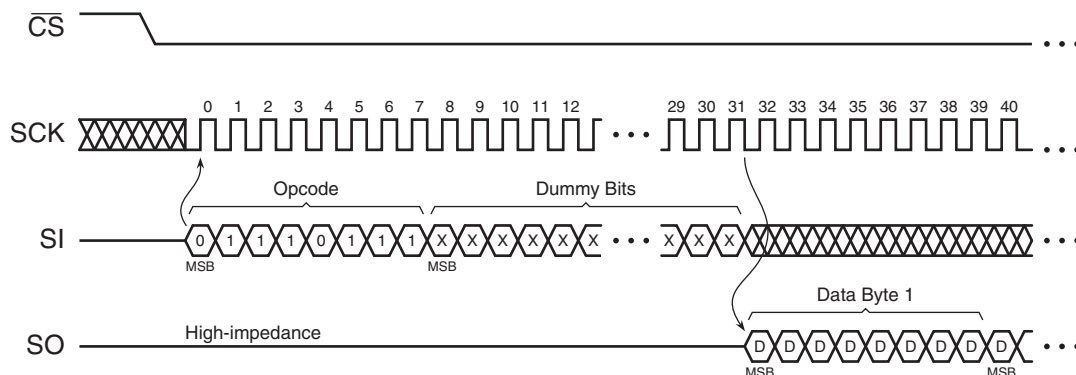 CS
SCK
0 1 2 3 4 5 6 7 8 9 10 11 12 29 30 31 32 33 34 35 36 37 38 39 40
Opcode Dummy Bits
SI
0 1 1 1 0 1 1 1 X X X X X X X X X
MSB MSB
Data Byte 1
SO
High-impedance
D D D D D D D D D
MSB MSB